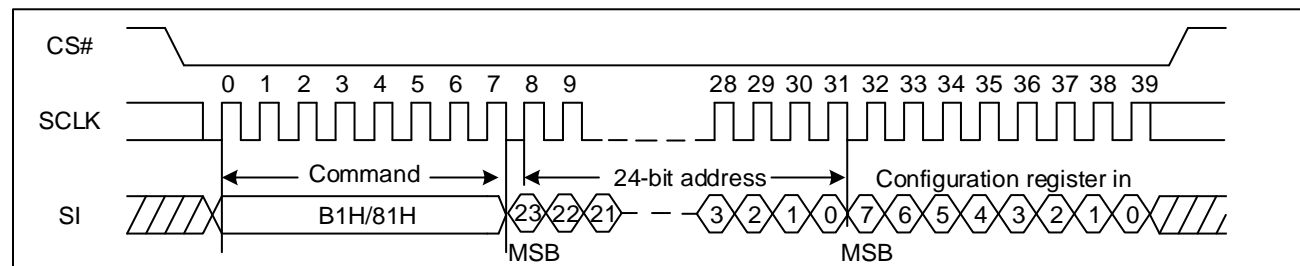 CS#
0 1 2 3 4 5 6 7 8 9 28 29 30 31 32 33 34 35 36 37 38 39
SCLK
Command 24-bit address Configuration register in
SI B1H/81H 23 22 21 3 2 1 0 7 6 5 4 3 2 1 0
MSB MSB